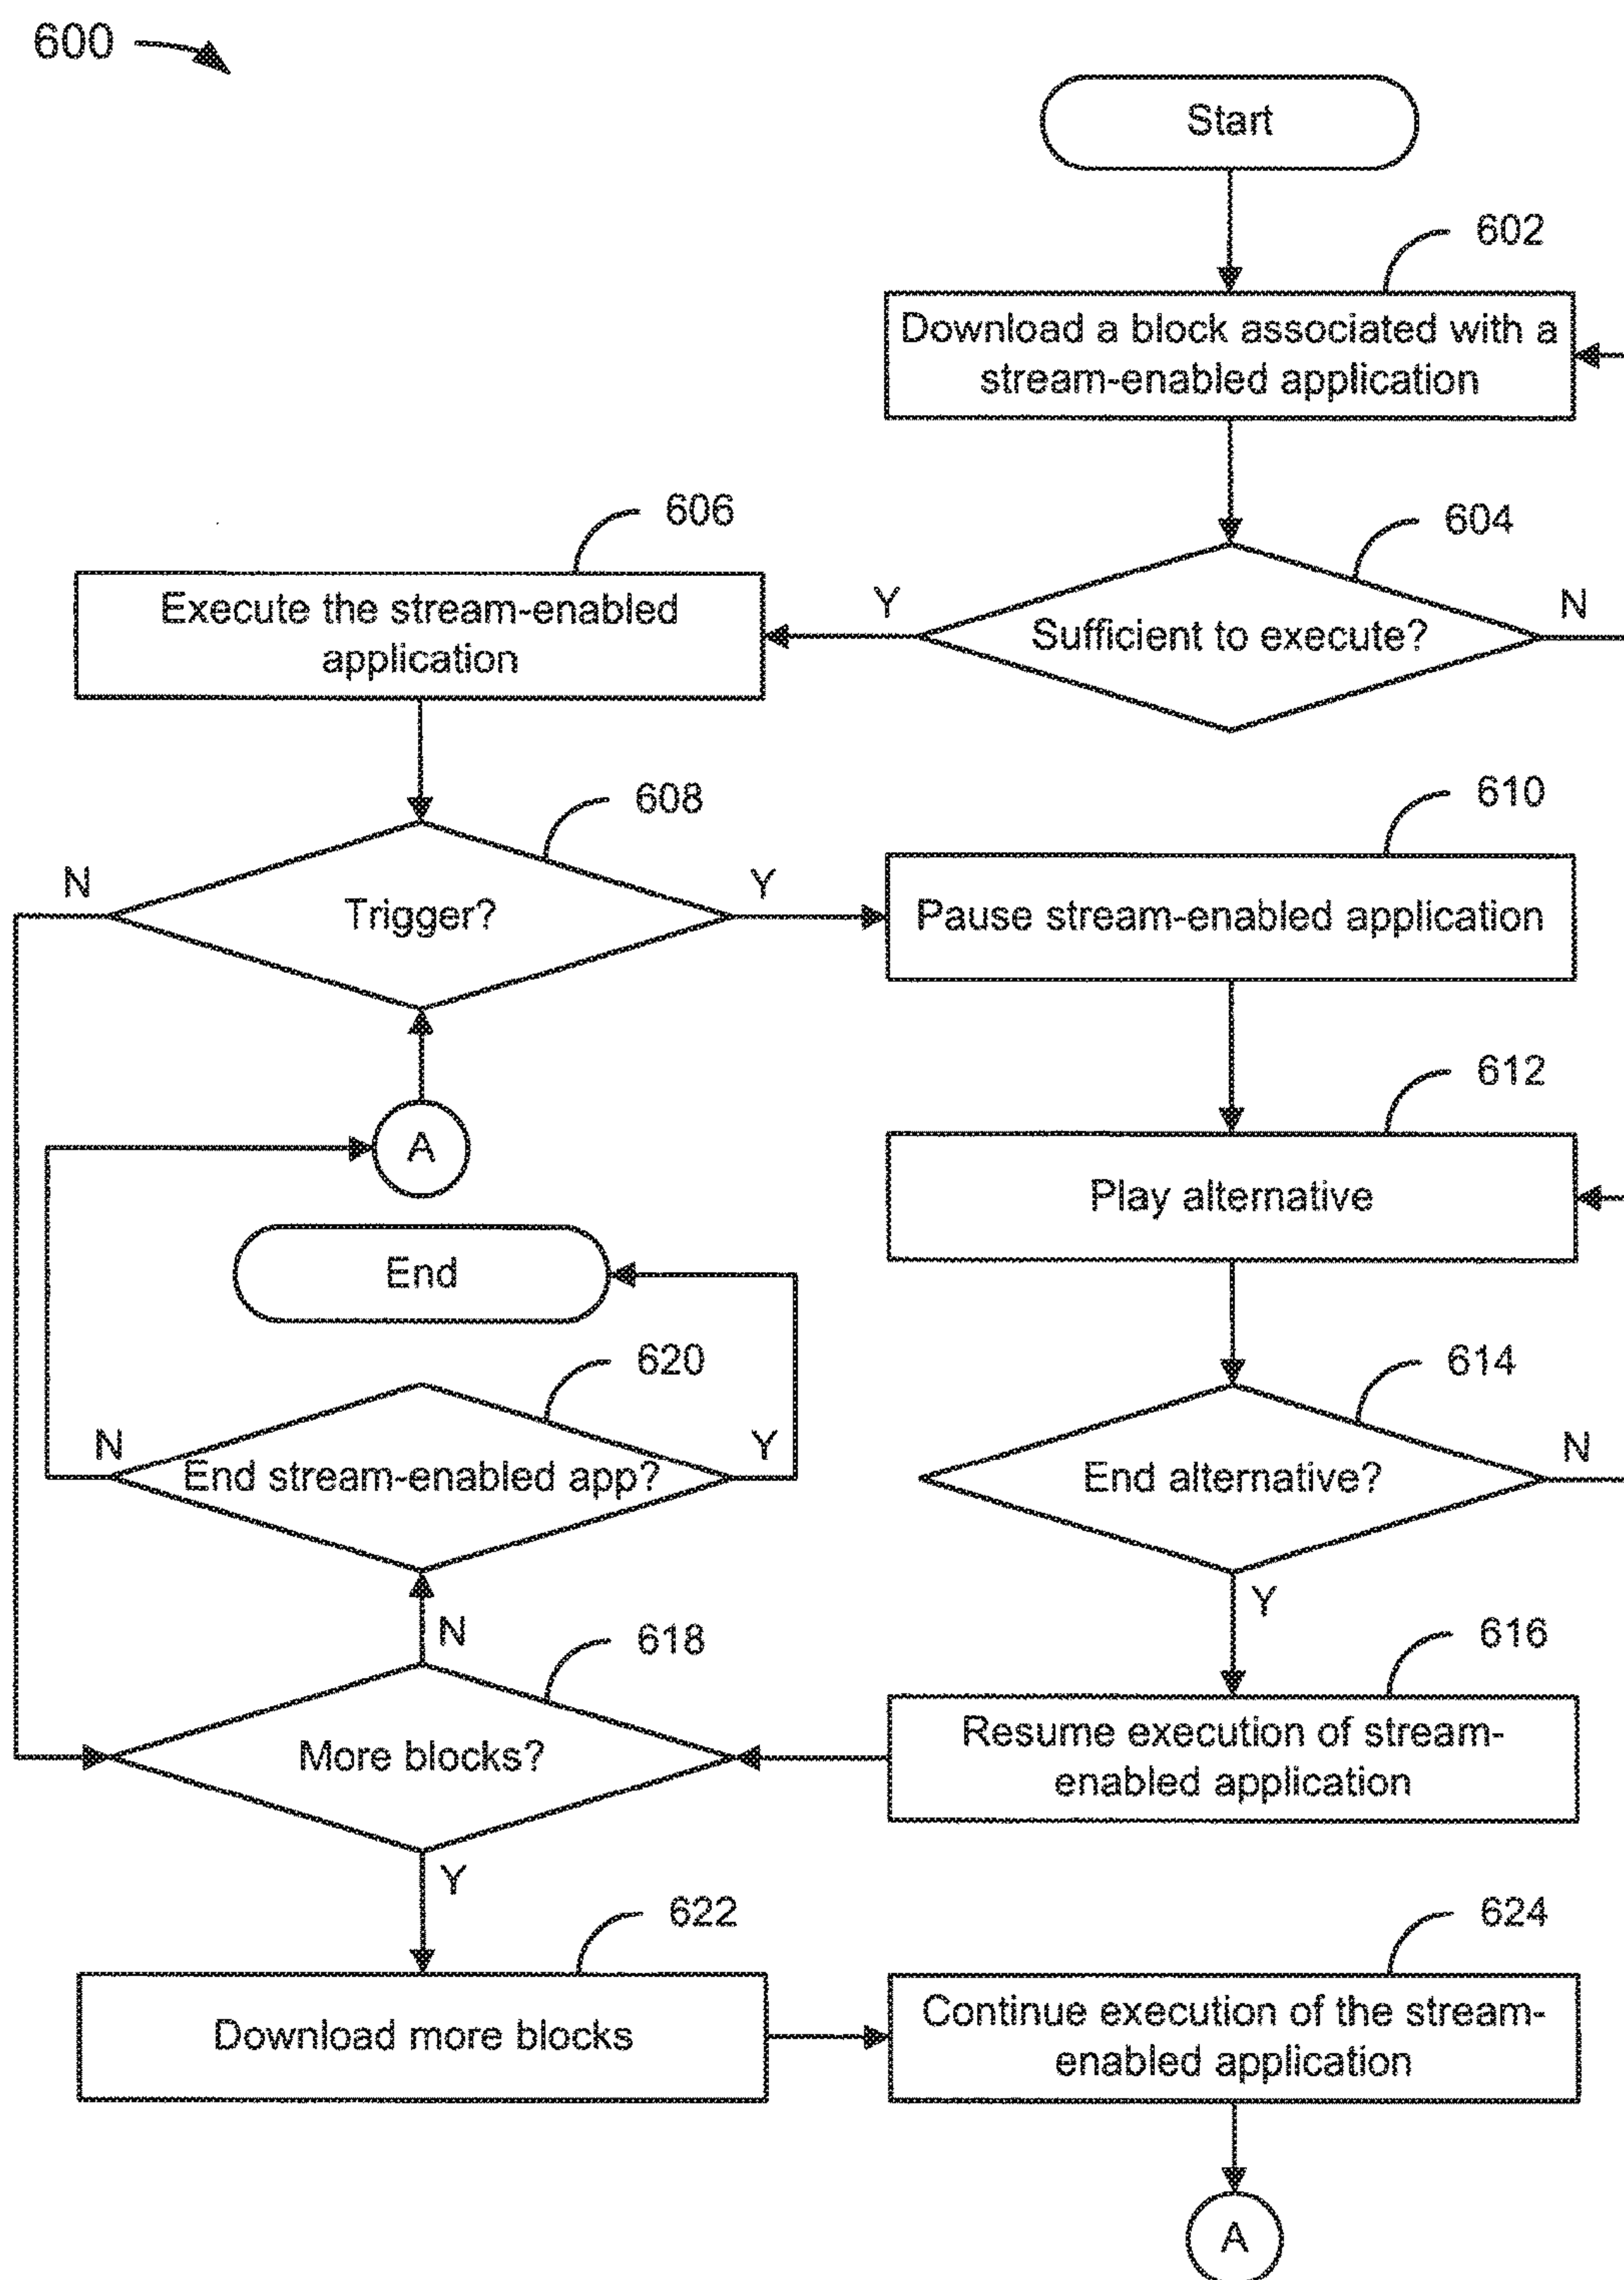 600
Start
602
Download a block associated with a
stream-enabled application
604
Sufficient to execute?
Y
N
606
Execute the stream-enabled
application
608
Trigger?
N
Y
610
Pause stream-enabled application
612
Play alternative
A
End
614
End alternative?
N
Y
620
End stream-enabled app?
N
Y
616
Resume execution of stream-
enabled application
618
More blocks?
N
Y
622
Download more blocks
624
Continue execution of the stream-
enabled application
A